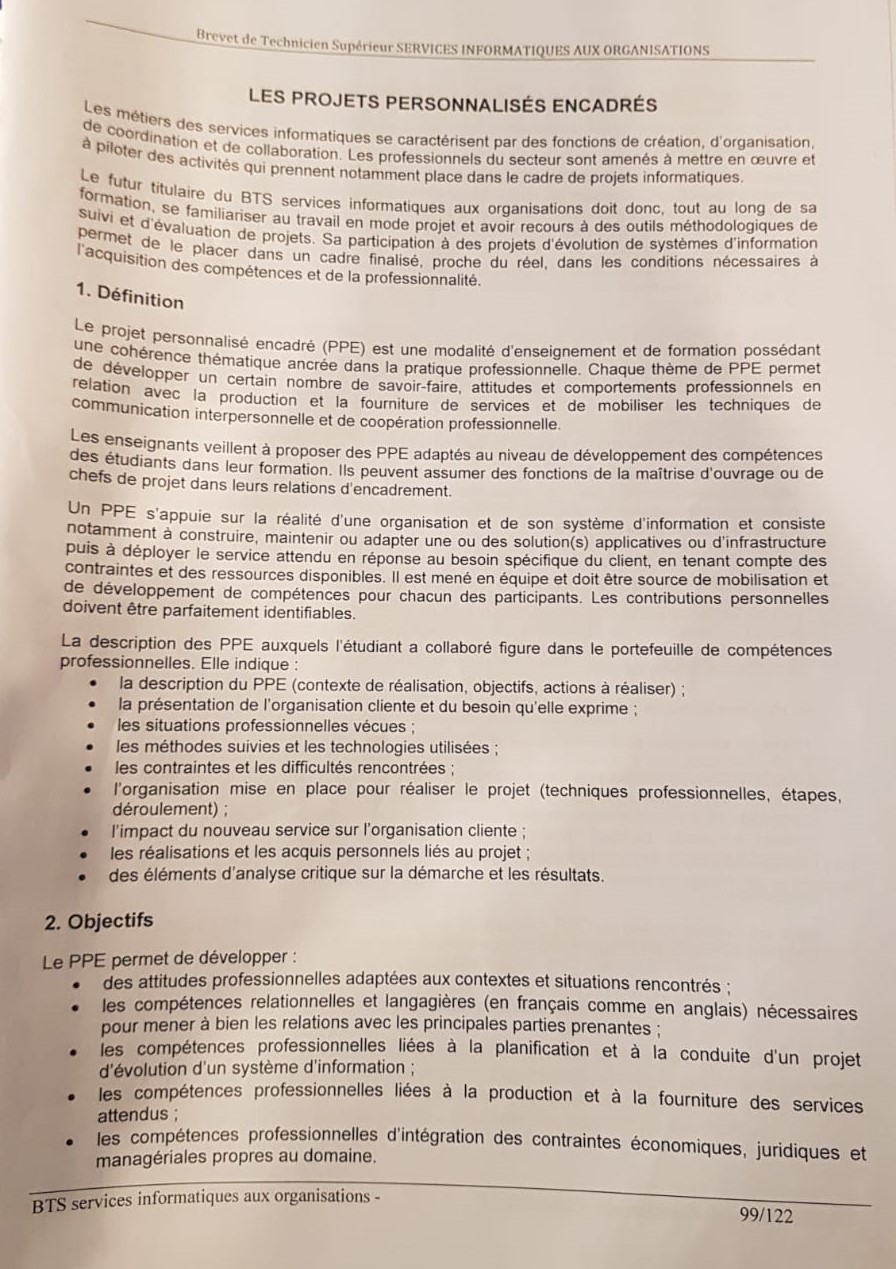 Brevet de Technicien Supérieur SERVICES INFORMATIQUES AUX ORGANISATIONS
LES PROJETS PERSONNALISÉS ENCADRÉS
Les métiers des services informatiques se caractérisent par des fonctions de création, d'organisation,
de coordination et de collaboration. Les professionnels du secteur sont amenés à mettre en œuvre et
à piloter des activités qui prennent notamment place dans le cadre de projets informatiques.
Le futur titulaire du BTS services informatiques aux organisations doit donc, tout au long de sa
formation, se familiariser au travail en mode projet et avoir recours à des outils méthodologiques de
suivi et d'évaluation de projets. Sa participation à des projets d'évolution de systèmes d'information
permet de le placer dans un cadre finalisé, proche du réel, dans les conditions nécessaires à
l'acquisition des compétences et de la professionnalité.
1. Définition
Le projet personnalisé encadré (PPE) est une modalité d'enseignement et de formation possédant
une cohérence thématique ancrée dans la pratique professionnelle. Chaque thème de PPE permet
de développer un certain nombre de savoir-faire, attitudes et comportements professionnels en
relation avec la production et la fourniture de services et de mobiliser les techniques de
communication interpersonnelle et de coopération professionnelle.
Les enseignants veillent à proposer des PPE adaptés au niveau de développement des compétences
des étudiants dans leur formation. Ils peuvent assumer des fonctions de la maîtrise d'ouvrage ou de
chefs de projet dans leurs relations d'encadrement.
Un PPE s'appuie sur la réalité d'une organisation et de son système d'information et consiste
notamment à construire, maintenir ou adapter une ou des solution(s) applicatives ou d'infrastructure
puis à déployer le service attendu en réponse au besoin spécifique du client, en tenant compte des
contraintes et des ressources disponibles. Il est mené en équipe et doit être source de mobilisation et
de développement de compétences pour chacun des participants. Les contributions personnelles
doivent être parfaitement identifiables.
La description des PPE auxquels l'étudiant a collaboré figure dans le portefeuille de compétences
professionnelles. Elle indique :
• la description du PPE (contexte de réalisation, objectifs, actions à réaliser) ;
• la présentation de l'organisation cliente et du besoin qu'elle exprime ;
• les situations professionnelles vécues ;
• les méthodes suivies et les technologies utilisées ;
• les contraintes et les difficultés rencontrées ;
• l'organisation mise en place pour réaliser le projet (techniques professionnelles, étapes,
déroulement) ;
• l'impact du nouveau service sur l'organisation cliente ;
• les réalisations et les acquis personnels liés au projet ;
• des éléments d'analyse critique sur la démarche et les résultats.
2. Objectifs
Le PPE permet de développer :
• des attitudes professionnelles adaptées aux contextes et situations rencontrés ;
• les compétences relationnelles et langagières (en français comme en anglais) nécessaires
pour mener à bien les relations avec les principales parties prenantes ;
• les compétences professionnelles liées à la planification et à la conduite d'un projet
d'évolution d'un système d'information ;
• les compétences professionnelles liées à la production et à la fourniture des services
attendus ;
• les compétences professionnelles d'intégration des contraintes économiques, juridiques et
managériales propres au domaine.
BTS services informatiques aux organisations -
99/122